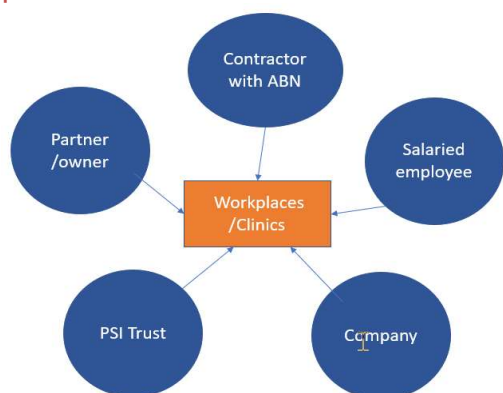 Contractor
with ABN
Partner
/owner
Salaried
employee
Workplaces
/Clinics
PSI Trust
Company